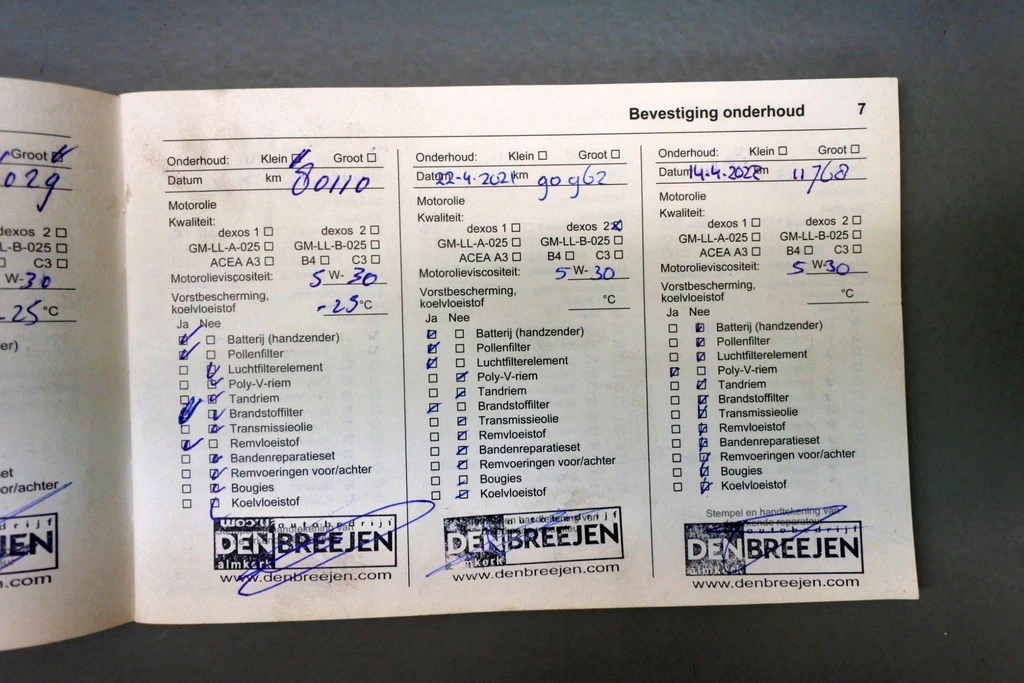 Groot
029
dexos 2
GM-LL-B-025
C3
W-30
-25°C
Bevestiging onderhoud 7
Onderhoud: Klein Groot
Datum km 80110
Motorolie
Kwaliteit:
dexos 1 dexos 2
GM-LL-A-025 GM-LL-B-025
ACEA A3 B4 C3
Motorolieviscositeit: 5 W- 30
Vorstbescherming,
koelvloeistof -25°C
Ja Nee
Batterij (handzender)
Pollenfilter
Luchtfilterelement
Poly-V-riem
Tandriem
Brandstoffilter
Transmissieolie
Remvloeistof
Bandenreparatieset
Remvoeringen voor/achter
Bougies
Koelvloeistof
autobedrijf
DENBREEJEN
almkerk
www.denbreejen.com
Onderhoud: Klein Groot
Datum 22-4-2021 km 90962
Motorolie
Kwaliteit:
dexos 1 dexos 2
GM-LL-A-025 GM-LL-B-025
ACEA A3 B4 C3
Motorolieviscositeit: 5 W- 30
Vorstbescherming,
koelvloeistof °C
Ja Nee
Batterij (handzender)
Pollenfilter
Luchtfilterelement
Poly-V-riem
Tandriem
Brandstoffilter
Transmissieolie
Remvloeistof
Bandenreparatieset
Remvoeringen voor/achter
Bougies
Koelvloeistof
DENBREEJEN
almkerk
www.denbreejen.com
Onderhoud: Klein Groot
Datum 14-4-2022 km 11768
Motorolie
Kwaliteit:
dexos 1 dexos 2
GM-LL-A-025 GM-LL-B-025
ACEA A3 B4 C3
Motorolieviscositeit: 5 W-30
Vorstbescherming,
koelvloeistof °C
Ja Nee
Batterij (handzender)
Pollenfilter
Luchtfilterelement
Poly-V-riem
Tandriem
Brandstoffilter
Transmissieolie
Remvloeistof
Bandenreparatieset
Remvoeringen voor/achter
Bougies
Koelvloeistof
Stempel en handtekening van
DENBREEJEN
almkerk
www.denbreejen.com